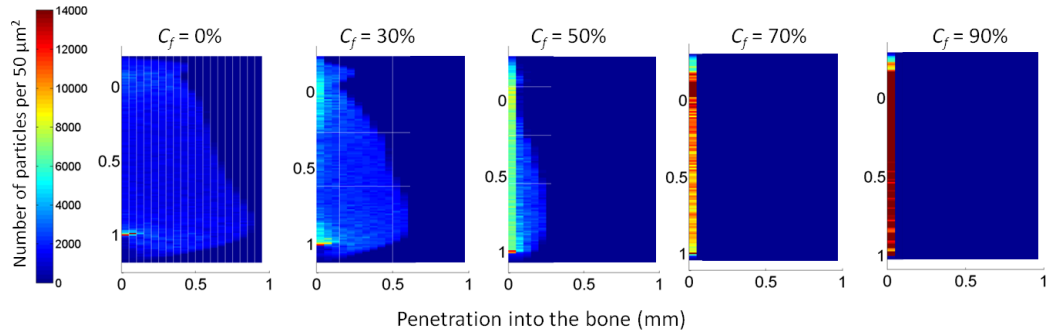 C_f = 0%
C_f = 30%
C_f = 50%
C_f = 70%
C_f = 90%
Number of particles per 50 µm²
14000
12000
10000
8000
6000
4000
2000
0
0
0.5
1
0
0.5
1
0
0.5
1
0
0.5
1
0
0.5
1
0 0.5 1
0 0.5 1
0 0.5 1
0 0.5 1
0 0.5 1
Penetration into the bone (mm)